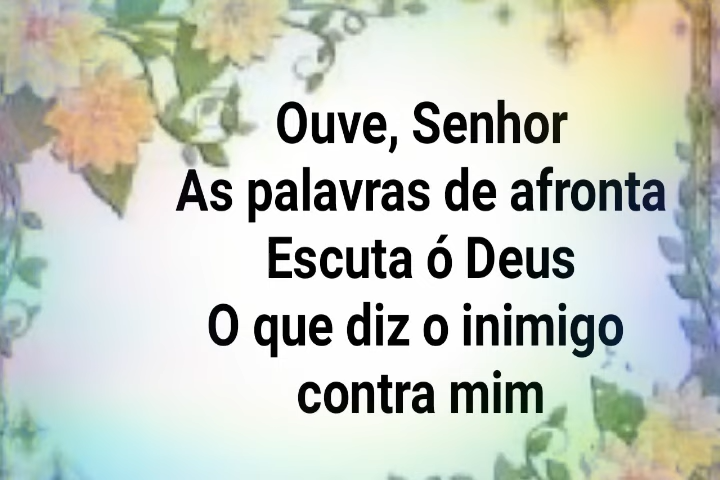 Ouve, Senhor
As palavras de afronta
Escuta ó Deus
O que diz o inimigo
contra mim